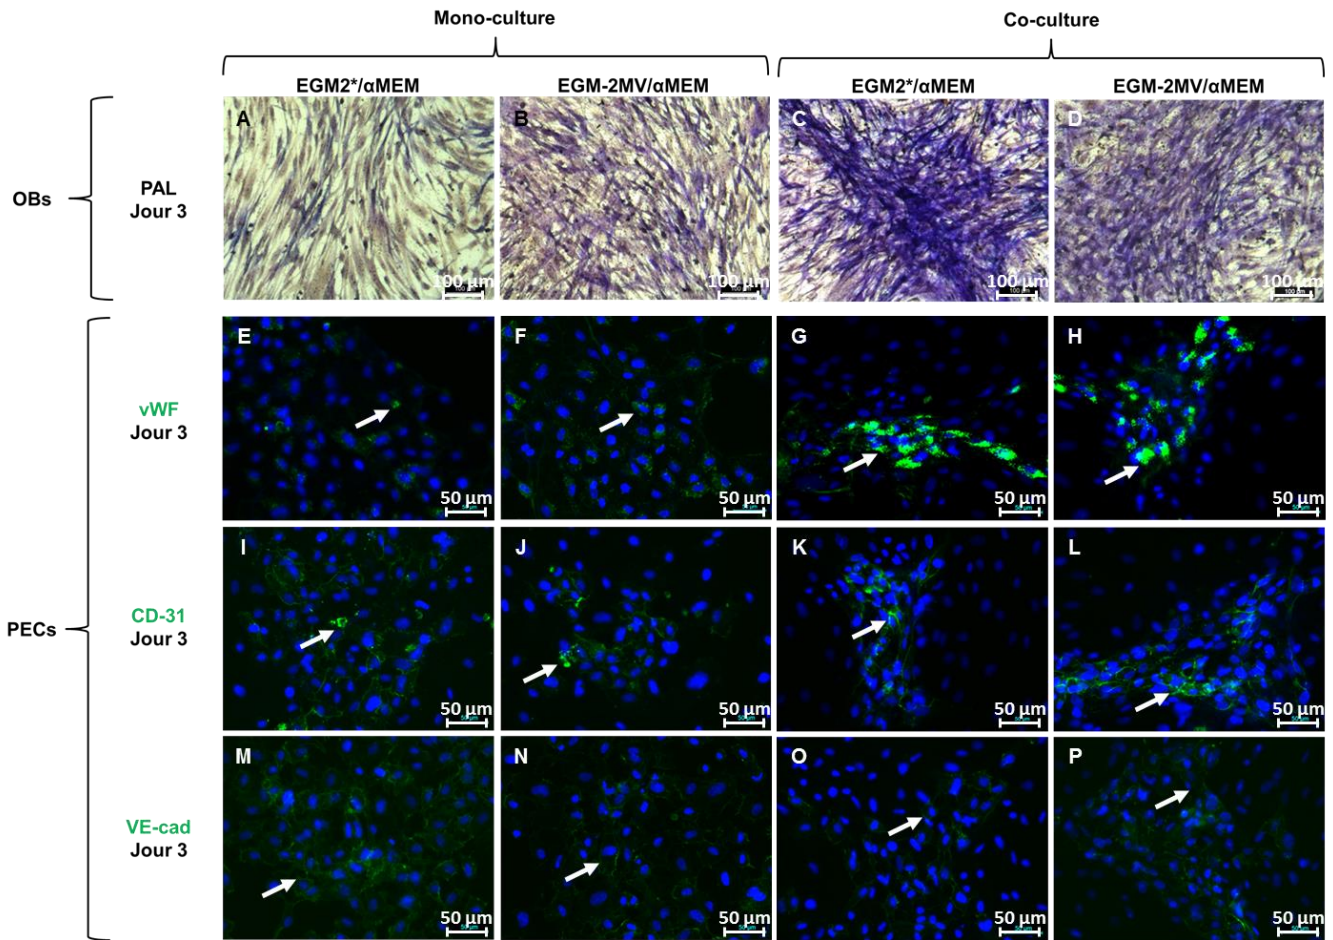 Mono-culture
Co-culture
EGM2*/αMEM
EGM-2MV/αMEM
EGM2*/αMEM
EGM-2MV/αMEM
OBs
PAL
Jour 3
A
100 µm
B
100 µm
C
100 µm
D
100 µm
PECs
vWF
Jour 3
E
50 µm
F
50 µm
G
50 µm
H
50 µm
CD-31
Jour 3
I
50 µm
J
50 µm
K
50 µm
L
50 µm
VE-cad
Jour 3
M
50 µm
N
50 µm
O
50 µm
P
50 µm